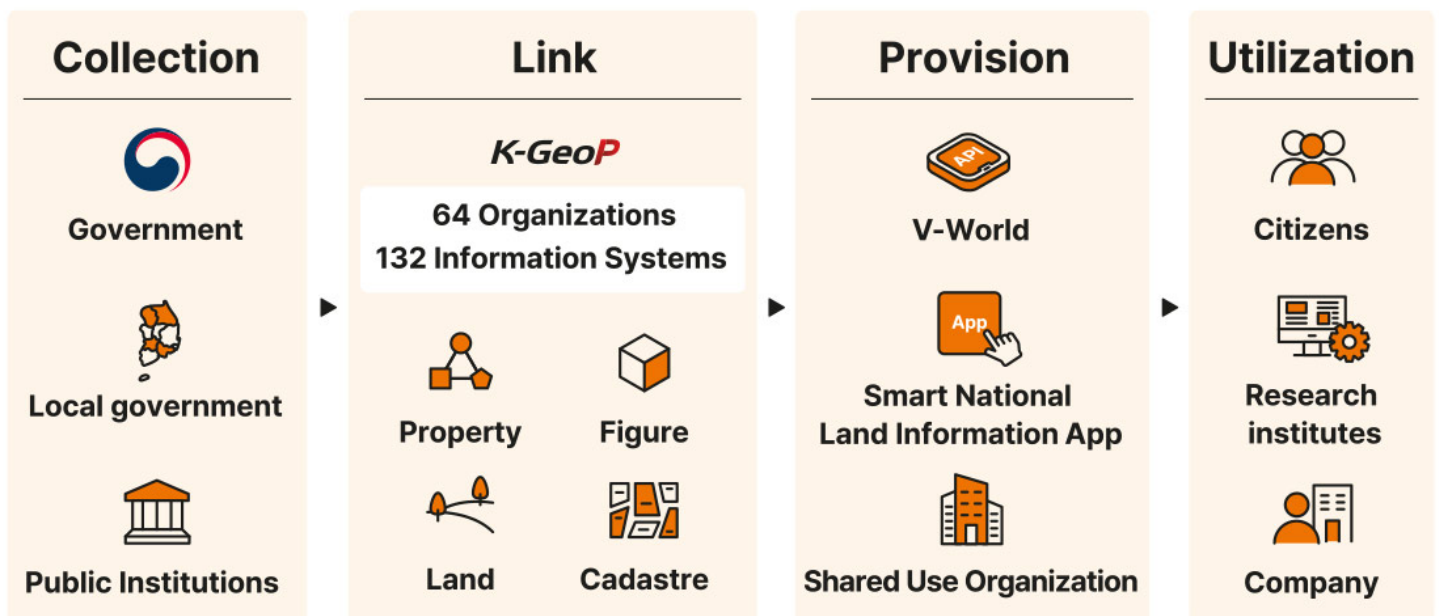 Collection
Government
Local government
Public Institutions
Link
K-GeoP
64 Organizations
132 Information Systems
Property
Figure
Land
Cadastre
Provision
API
V-World
App
Smart National
Land Information App
Shared Use Organization
Utilization
Citizens
Research
institutes
Company